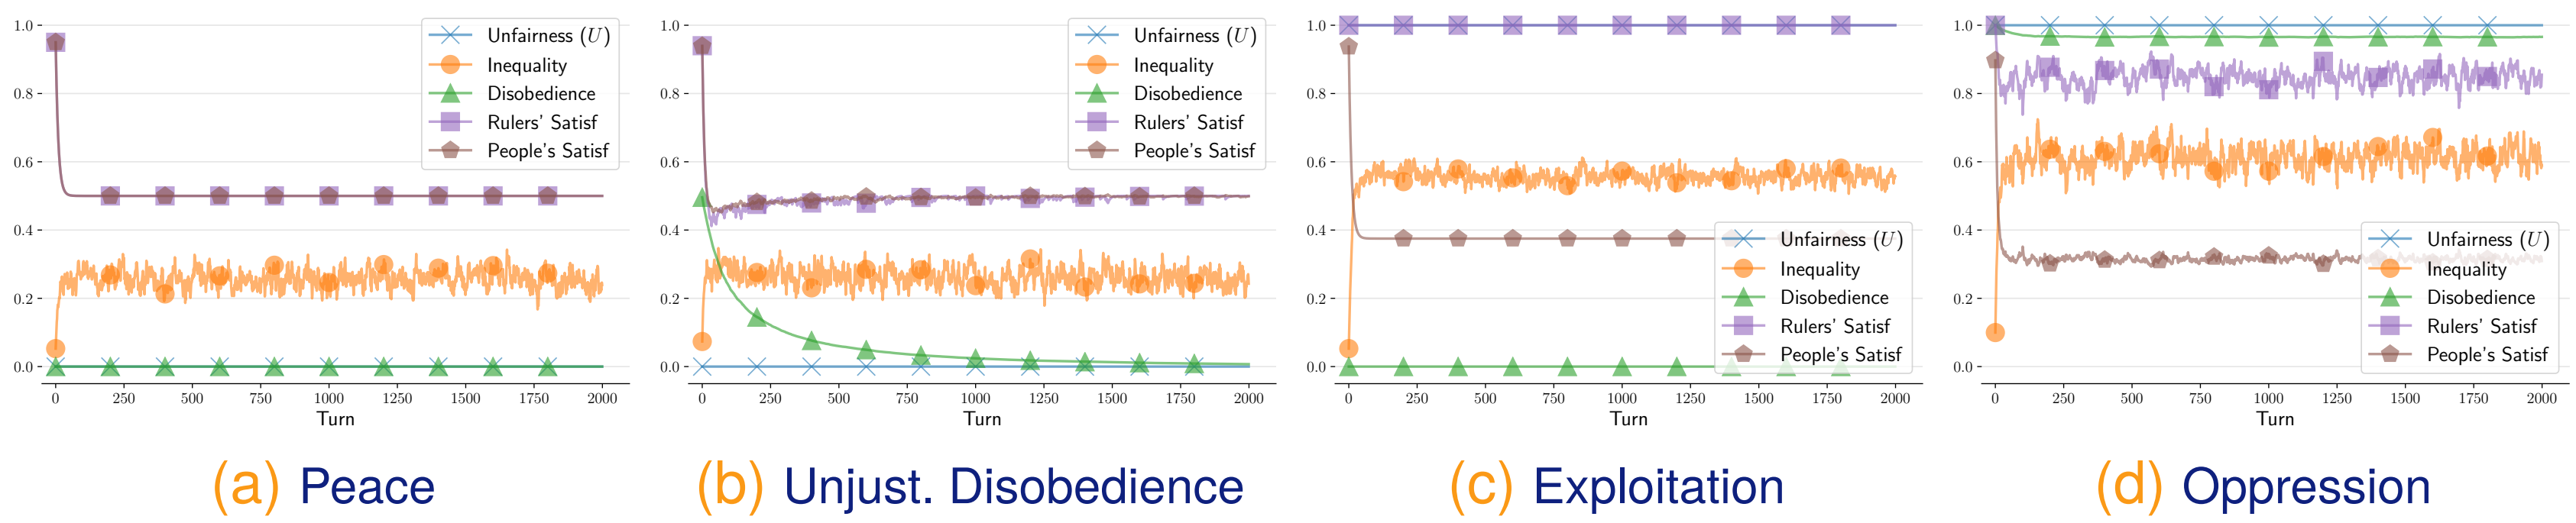 1.0
0.8
0.6
0.4
0.2
0.0
Unfairness (U)
Inequality
Disobedience
Rulers' Satisf
People's Satisf
0 250 500 750 1000 1250 1500 1750 2000
Turn
(a) Peace
1.0
0.8
0.6
0.4
0.2
0.0
Unfairness (U)
Inequality
Disobedience
Rulers' Satisf
People's Satisf
0 250 500 750 1000 1250 1500 1750 2000
Turn
(b) Unjust. Disobedience
1.0
0.8
0.6
0.4
0.2
0.0
Unfairness (U)
Inequality
Disobedience
Rulers' Satisf
People's Satisf
0 250 500 750 1000 1250 1500 1750 2000
Turn
(c) Exploitation
1.0
0.8
0.6
0.4
0.2
0.0
Unfairness (U)
Inequality
Disobedience
Rulers' Satisf
People's Satisf
0 250 500 750 1000 1250 1500 1750 2000
Turn
(d) Oppression